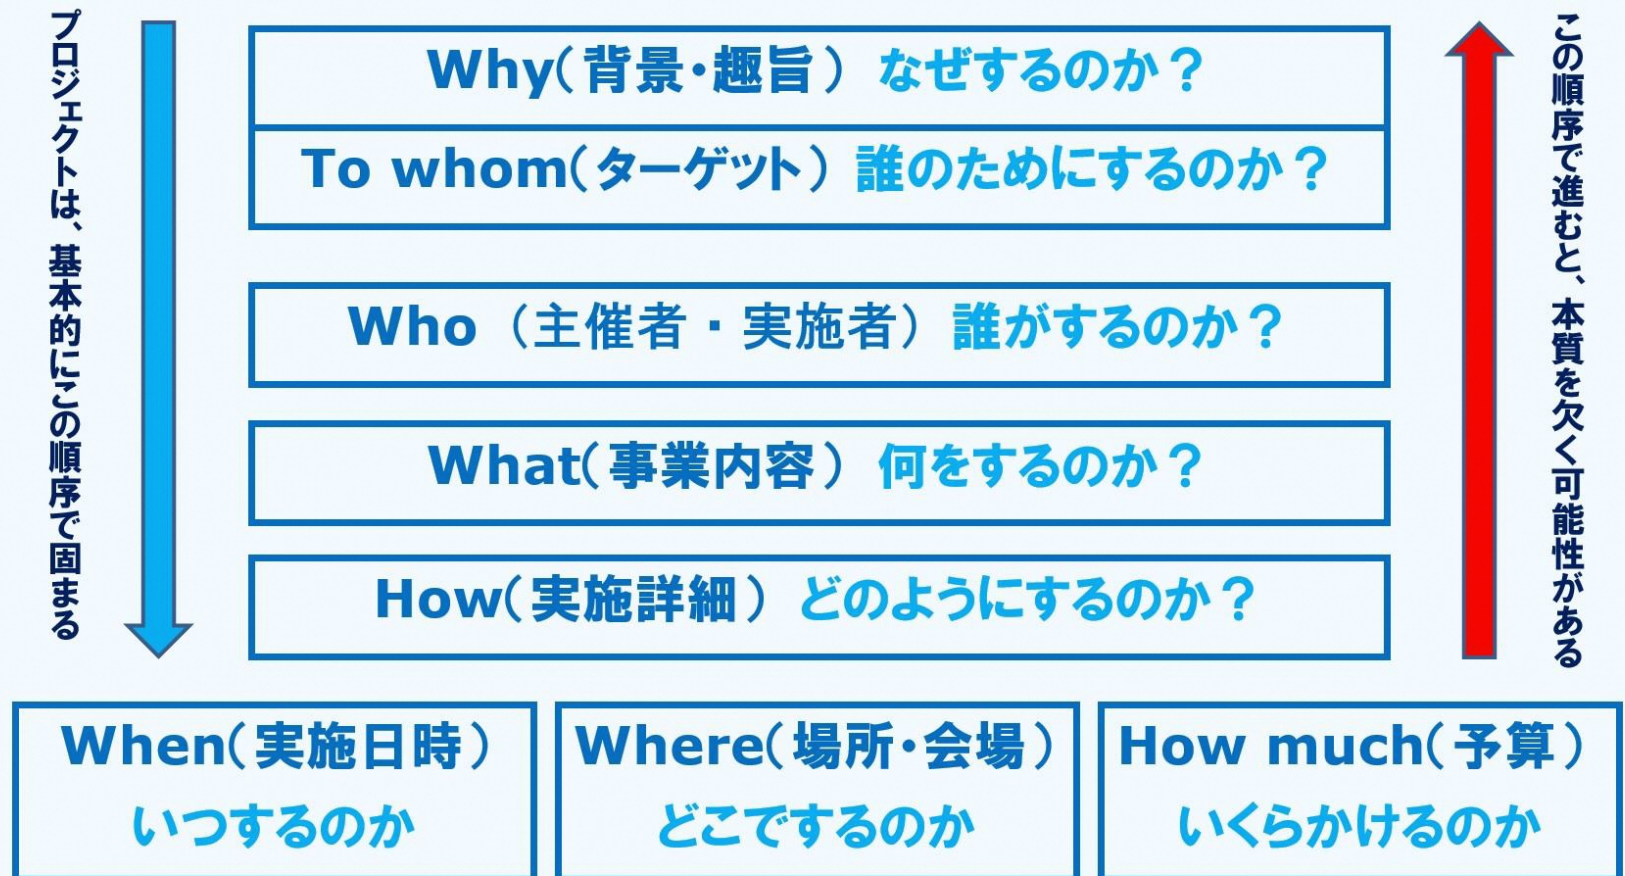 プロジェクトは、基本的にこの順序で固まる
Why(背景・趣旨) なぜするのか?
To whom(ターゲット) 誰のためにするのか?
Who (主催者・実施者) 誰がするのか?
What(事業内容) 何をするのか?
How(実施詳細) どのようにするのか?
この順序で進むと、本質を欠く可能性がある
When(実施日時)
いつするのか
Where(場所・会場)
どこでするのか
How much(予算)
いくらかけるのか